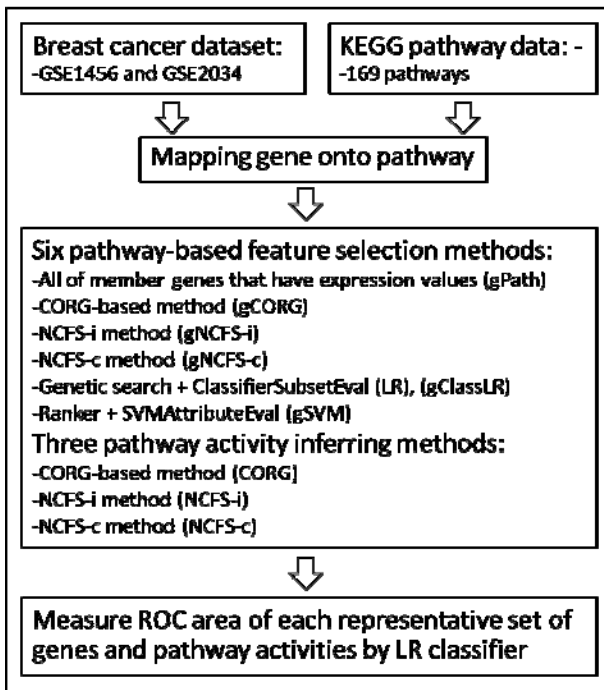 Breast cancer dataset:
-GSE1456 and GSE2034
KEGG pathway data: -
-169 pathways
Mapping gene onto pathway
Six pathway-based feature selection methods:
-All of member genes that have expression values (gPath)
-CORG-based method (gCORG)
-NCFS-i method (gNCFS-i)
-NCFS-c method (gNCFS-c)
-Genetic search + ClassifierSubsetEval (LR), (gClassLR)
-Ranker + SVMAttributeEval (gSVM)
Three pathway activity inferring methods:
-CORG-based method (CORG)
-NCFS-i method (NCFS-i)
-NCFS-c method (NCFS-c)
Measure ROC area of each representative set of
genes and pathway activities by LR classifier